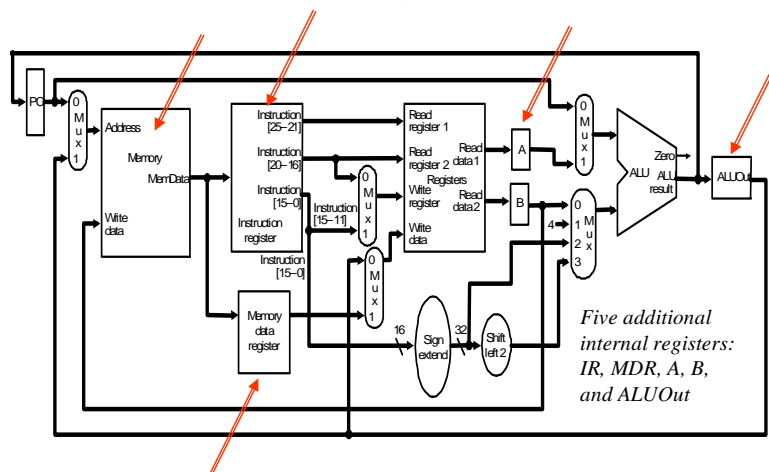 PC
0
M
u
x
1
Address
Memory
MemData
Write
data
Instruction
[25–21]
Instruction
[20–16]
Instruction
[15–0]
Instruction
register
Instruction
[15–11]
Instruction
[15–0]
Memory
data
register
0
M
u
x
1
0
M
u
x
1
Read
register 1
Read
register 2
Registers
Write
register
Write
data
Read
data 1
Read
data 2
A
B
16
Sign
extend
32
Shift
left 2
0
M
u
x
1
4
0
1
2
3
M
u
x
Zero
ALU
ALU
result
ALUOut
Five additional
internal registers:
IR, MDR, A, B,
and ALUOut